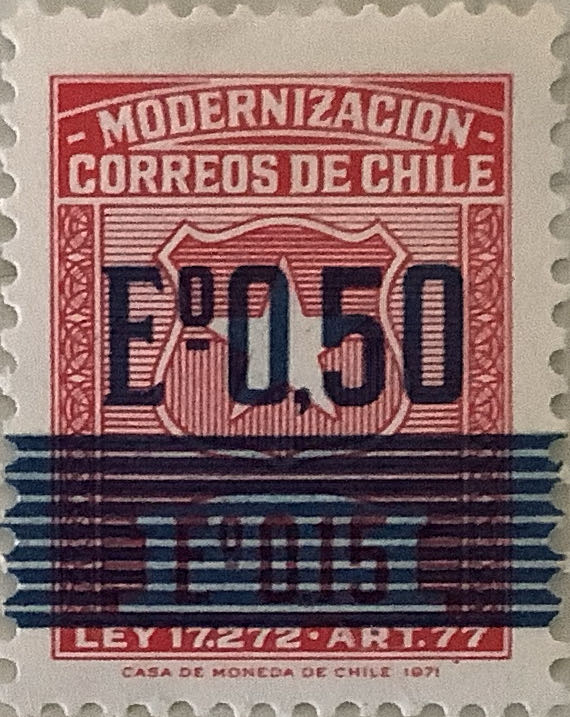 - MODERNIZACION -
CORREOS DE CHILE
Eº0,50
Eº0,15
LEY 17.272 · ART. 77
CASA DE MONEDA DE CHILE 1971